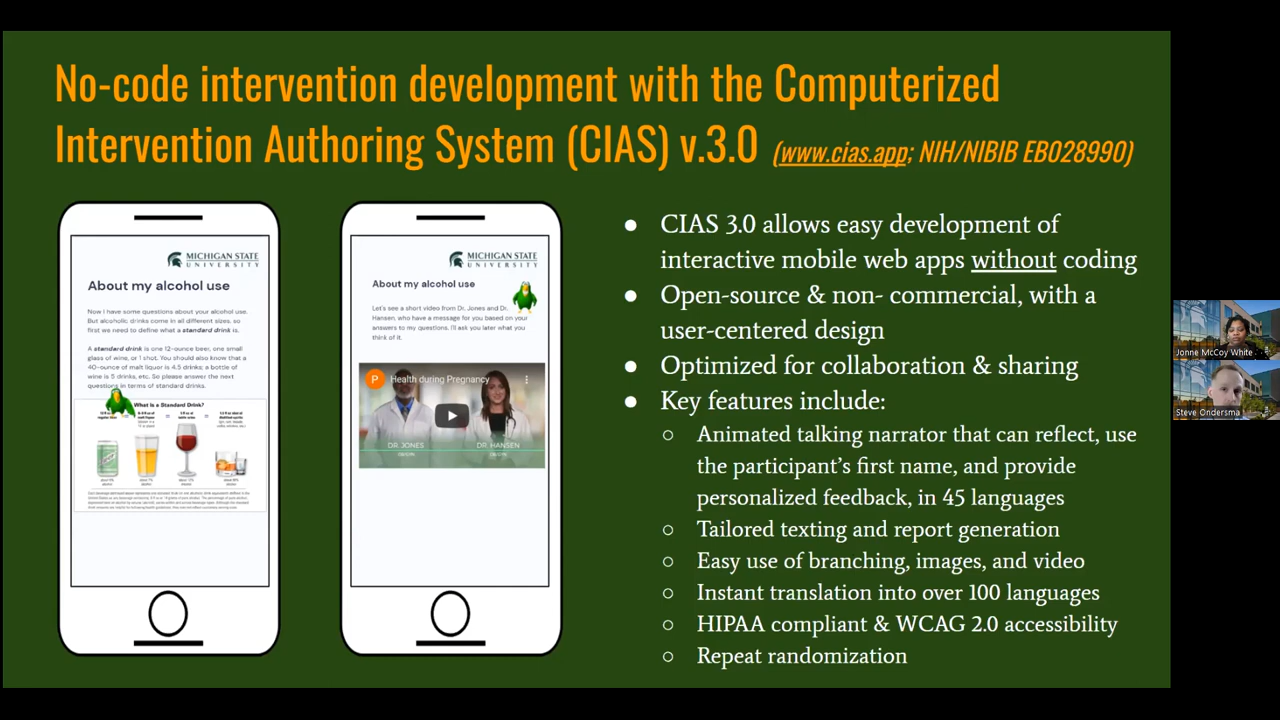 No-code intervention development with the Computerized
Intervention Authoring System (CIAS) v.3.0 (www.cias.app; NIH/NIBIB EB028990)
MICHIGAN STATE
UNIVERSITY
About my alcohol use
Now I have some questions about your alcohol use.
But alcoholic drinks come in all different sizes, so
first we need to define what a standard drink is.
A standard drink is one 12-ounce beer, one small
glass of wine, or 1 shot. You should also know that a
40-ounce of malt liquor is 4.5 drinks; a bottle of
wine is 5 drinks, etc. So please answer the next
questions in terms of standard drinks.
What Is a Standard Drink?
MICHIGAN STATE
UNIVERSITY
About my alcohol use
Let's see a short video from Dr. Jones and Dr.
Hansen, who have a message for you based on your
answers to my questions. I'll ask you later what you
think of it.
P Health during Pregnancy
DR. JONES
OB/GYN
DR. HANSEN
OB/GYN
● CIAS 3.0 allows easy development of
interactive mobile web apps without coding
● Open-source & non- commercial, with a
user-centered design
● Optimized for collaboration & sharing
● Key features include:
○ Animated talking narrator that can reflect, use
the participant's first name, and provide
personalized feedback, in 45 languages
○ Tailored texting and report generation
○ Easy use of branching, images, and video
○ Instant translation into over 100 languages
○ HIPAA compliant & WCAG 2.0 accessibility
○ Repeat randomization
Jonne McCoy White
Steve Ondersma